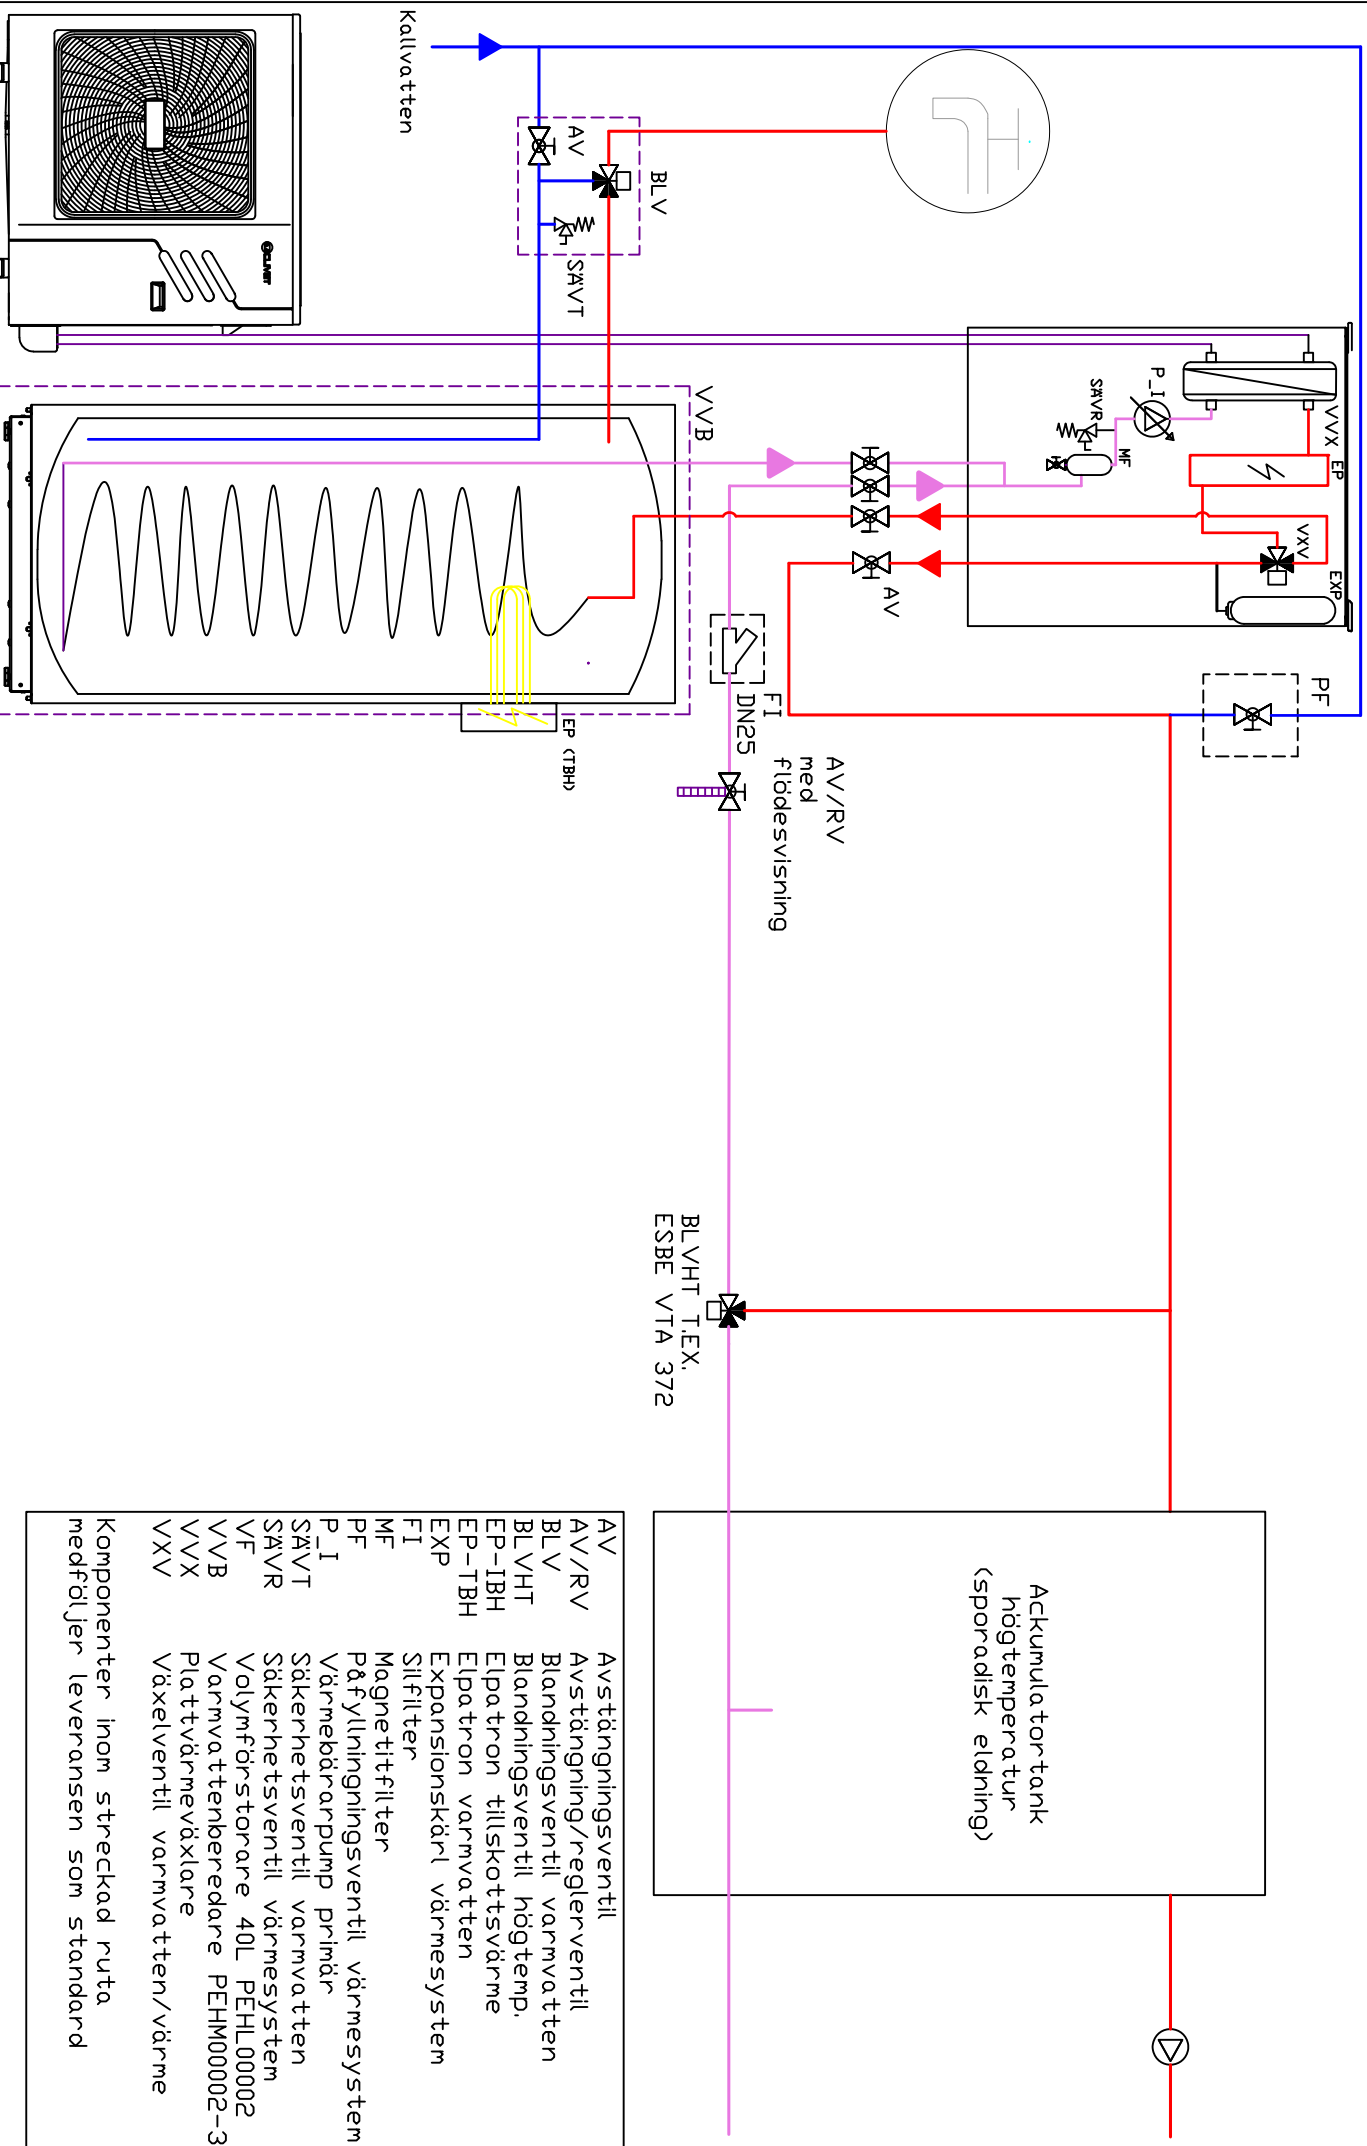 Kallvatten
AV
BLV
SÄVT
CLIVET
VVB
EP (TBH)
P_I
SÄVR
MF
VVX
EP
VXV
EXP
AV
PF
FI
DN25
AV/RV
med
flödesvisning
BLVHT T.EX.
ESBE VTA 372
Ackumulatortank
högtemperatur
(sporadisk eldning)
AV Avstängningsventil
AV/RV Avstängning/reglerventil
BLV Blandningsventil varmvatten
BLVHT Blandningsventil högtemp.
EP-IBH Elpatron tillskottsvärme
EP-TBH Elpatron varmvatten
EXP Expansionskärl värmesystem
FI Silfilter
MF Magnetitfilter
PF Påfyllningningsventil värmesystem
P_I Värmebärarpump primär
SÄVT Säkerhetsventil varmvatten
SÄVR Säkerhetsventil värmesystem
VF Volymförstorare 40L PEHL00002
VVB Varmvattenberedare PEHM00002-3
VVX Plattvärmeväxlare
VXV Växelventil varmvatten/värme
Komponenter inom streckad ruta
medföljer leveransen som standard